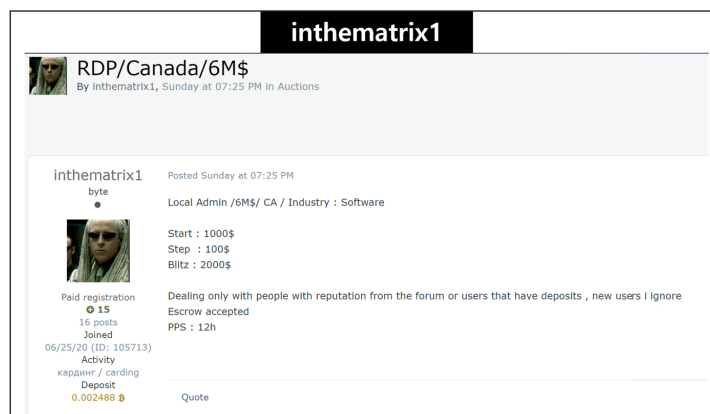 inthematrix1
RDP/Canada/6M$
By inthematrix1, Sunday at 07:25 PM in Auctions
inthematrix1
byte
Paid registration
15
16 posts
Joined
06/25/20 (ID: 105713)
Activity
кардинг / carding
Deposit
0.002488 ₿
Posted Sunday at 07:25 PM
Local Admin /6M$/ CA / Industry : Software
Start : 1000$
Step : 100$
Blitz : 2000$
Dealing only with people with reputation from the forum or users that have deposits , new users i ignore
Escrow accepted
PPS : 12h
Quote